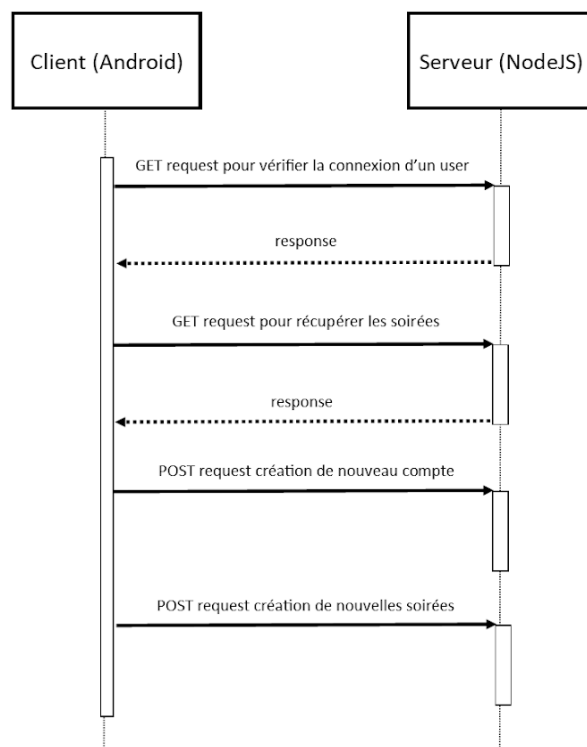 Client (Android)
Serveur (NodeJS)
GET request pour vérifier la connexion d’un user
response
GET request pour récupérer les soirées
response
POST request création de nouveau compte
POST request création de nouvelles soirées